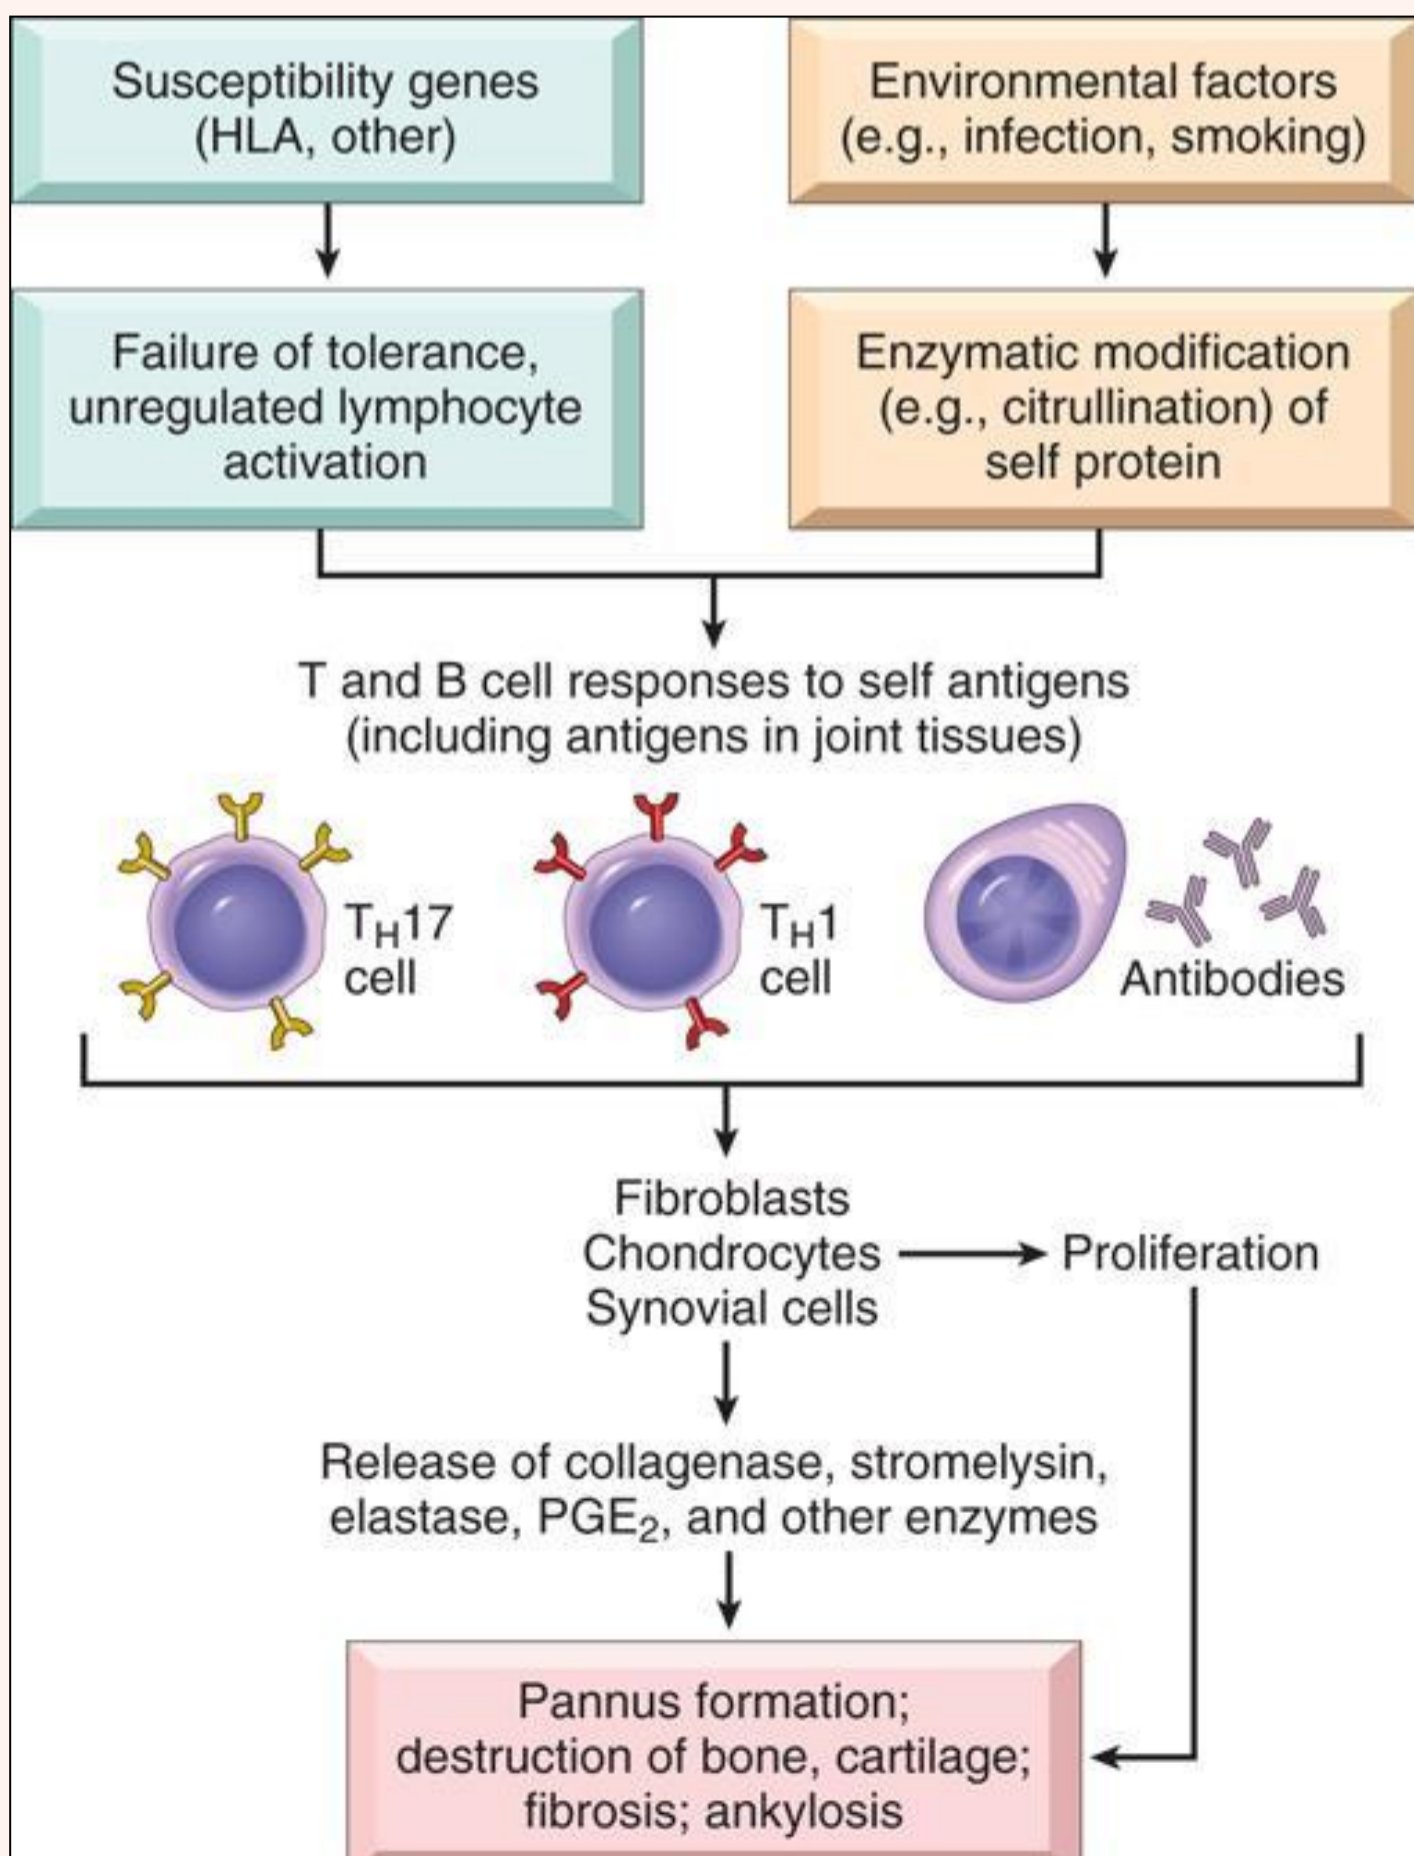 Susceptibility genes
(HLA, other)
Environmental factors
(e.g., infection, smoking)
Failure of tolerance,
unregulated lymphocyte
activation
Enzymatic modification
(e.g., citrullination) of
self protein
T and B cell responses to self antigens
(including antigens in joint tissues)
T_H17
cell
T_H1
cell
Antibodies
Fibroblasts
Chondrocytes
Synovial cells
Proliferation
Release of collagenase, stromelysin,
elastase, PGE₂, and other enzymes
Pannus formation;
destruction of bone, cartilage;
fibrosis; ankylosis